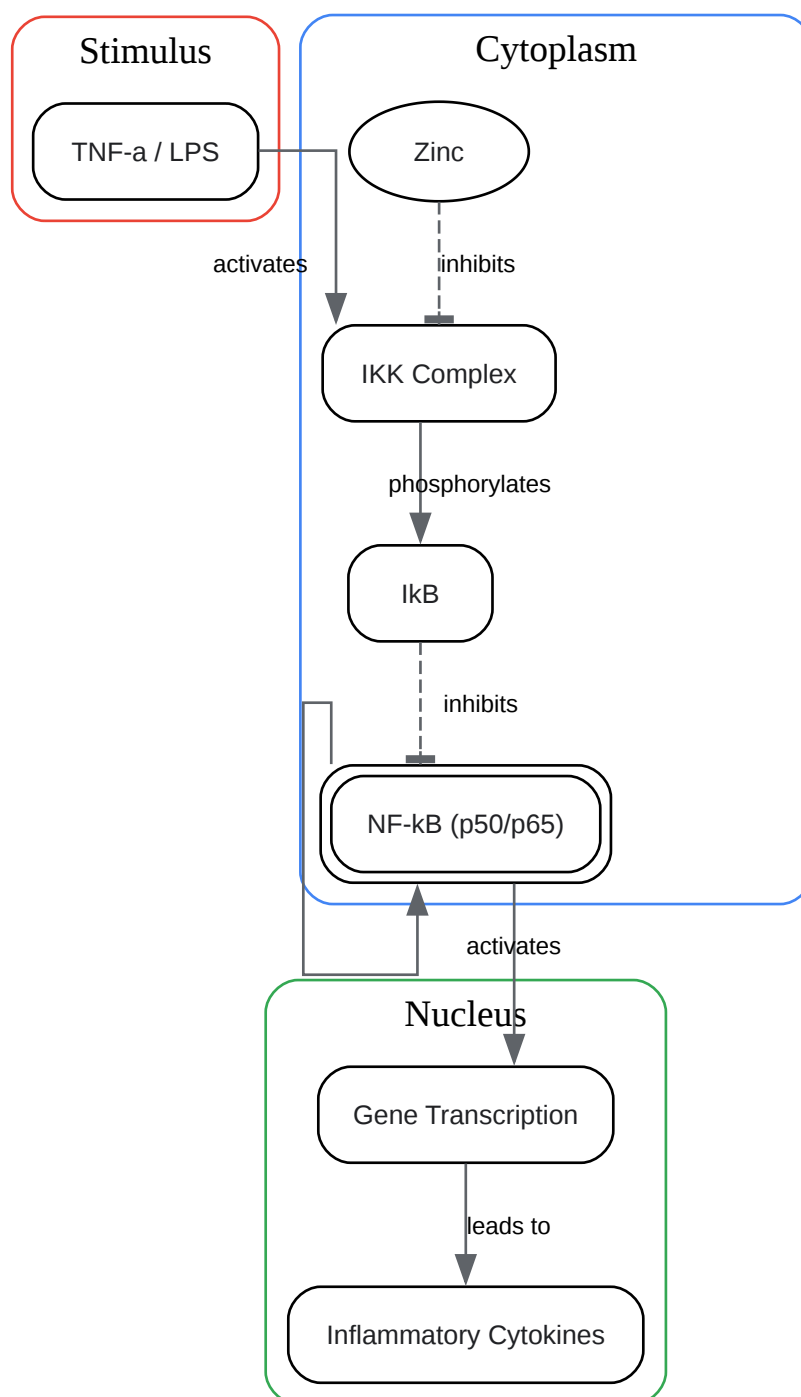 Stimulus
Cytoplasm
TNF-a / LPS
Zinc
activates
inhibits
IKK Complex
phosphorylates
IkB
inhibits
NF-kB (p50/p65)
activates
Nucleus
Gene Transcription
leads to
Inflammatory Cytokines